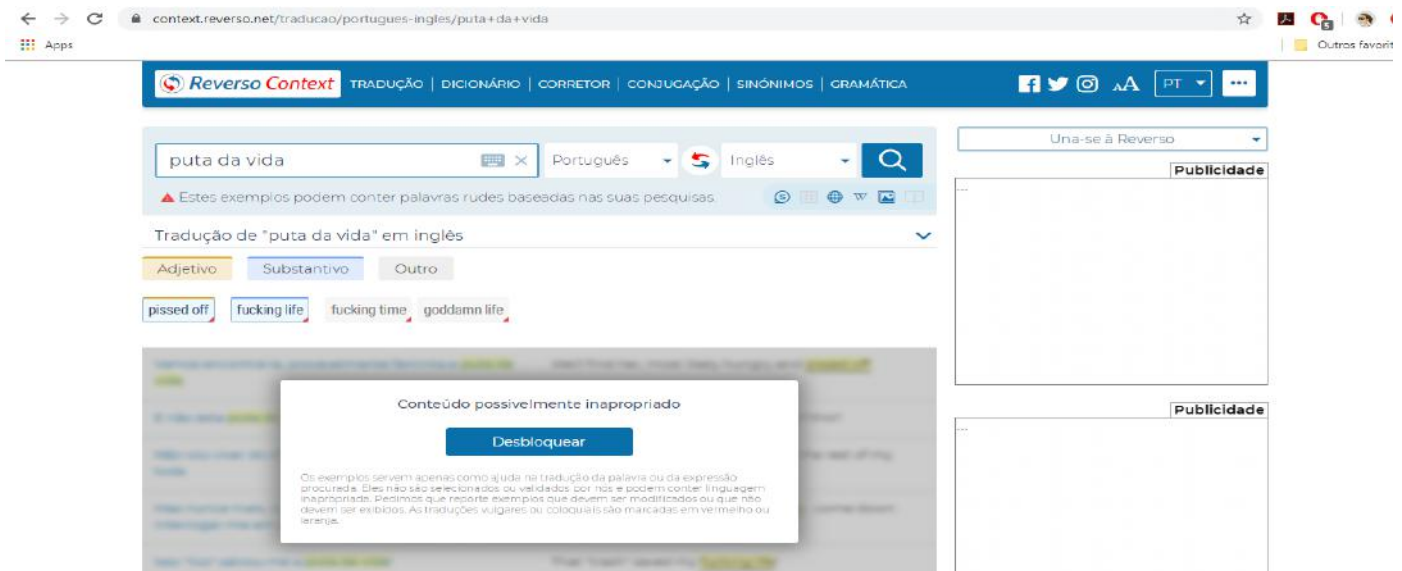 context.reverso.net/traducao/portugues-ingles/puta+da+vida
Apps
Outros favorit
Reverso Context TRADUÇÃO | DICIONÁRIO | CORRETOR | CONJUGAÇÃO | SINÓNIMOS | GRAMÁTICA
AA PT
puta da vida Português Inglês
Una-se à Reverso
Publicidade
Estes exemplos podem conter palavras rudes baseadas nas suas pesquisas.
W
Tradução de "puta da vida" em inglês
Adjetivo Substantivo Outro
pissed off fucking life fucking time goddamn life
Conteúdo possivelmente inapropriado
Publicidade
Desbloquear
Os exemplos servem apenas como ajuda na tradução da palavra ou da expressão
procurada. Eles não são selecionados ou validados por nós e podem conter linguagem
inapropriada. Pedimos que reporte exemplos que devem ser modificados ou que não
devem ser exibidos. As traduções vulgares ou coloquiais são marcadas em vermelho ou
laranja.